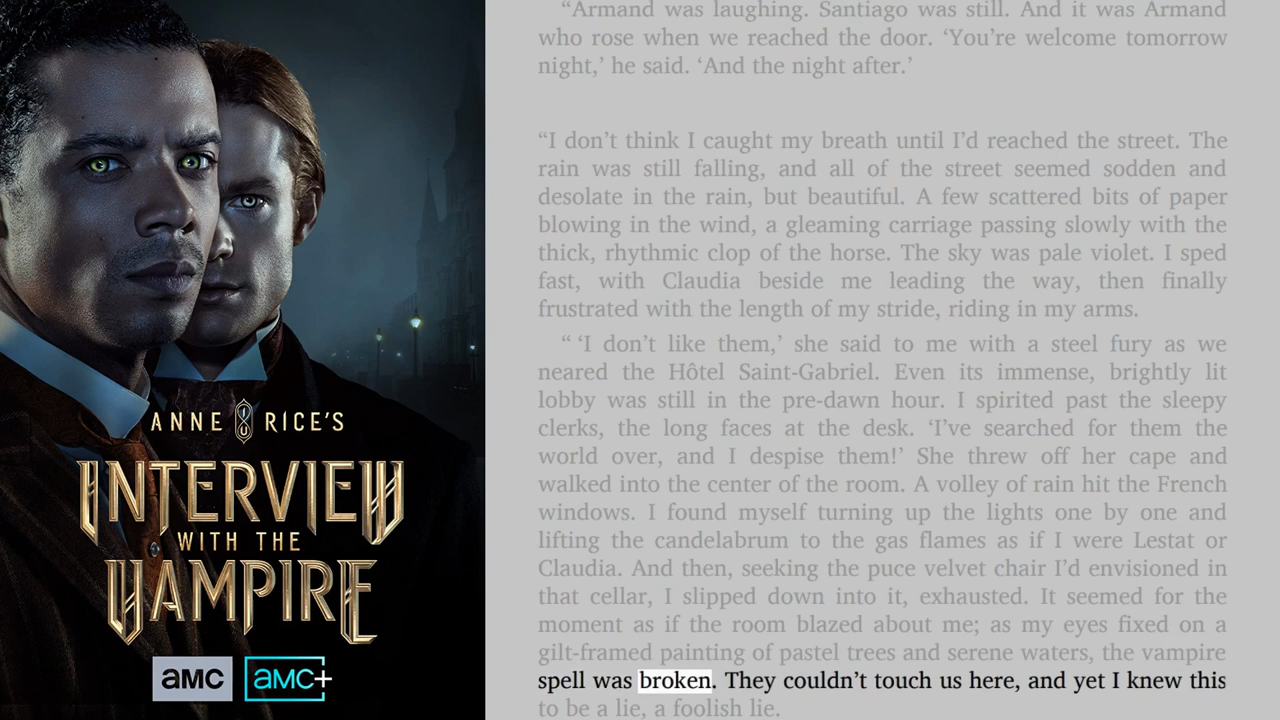 ANNE RICE'S
INTERVIEW
WITH THE
VAMPIRE
aMC
aMC+
“Armand was laughing. Santiago was still. And it was Armand
who rose when we reached the door. ‘You’re welcome tomorrow
night,’ he said. ‘And the night after.’
“I don’t think I caught my breath until I’d reached the street. The
rain was still falling, and all of the street seemed sodden and
desolate in the rain, but beautiful. A few scattered bits of paper
blowing in the wind, a gleaming carriage passing slowly with the
thick, rhythmic clop of the horse. The sky was pale violet. I sped
fast, with Claudia beside me leading the way, then finally
frustrated with the length of my stride, riding in my arms.
“ ‘I don’t like them,’ she said to me with a steel fury as we
neared the Hôtel Saint-Gabriel. Even its immense, brightly lit
lobby was still in the pre-dawn hour. I spirited past the sleepy
clerks, the long faces at the desk. ‘I’ve searched for them the
world over, and I despise them!’ She threw off her cape and
walked into the center of the room. A volley of rain hit the French
windows. I found myself turning up the lights one by one and
lifting the candelabrum to the gas flames as if I were Lestat or
Claudia. And then, seeking the puce velvet chair I’d envisioned in
that cellar, I slipped down into it, exhausted. It seemed for the
moment as if the room blazed about me; as my eyes fixed on a
gilt-framed painting of pastel trees and serene waters, the vampire
spell was broken. They couldn’t touch us here, and yet I knew this
to be a lie, a foolish lie.